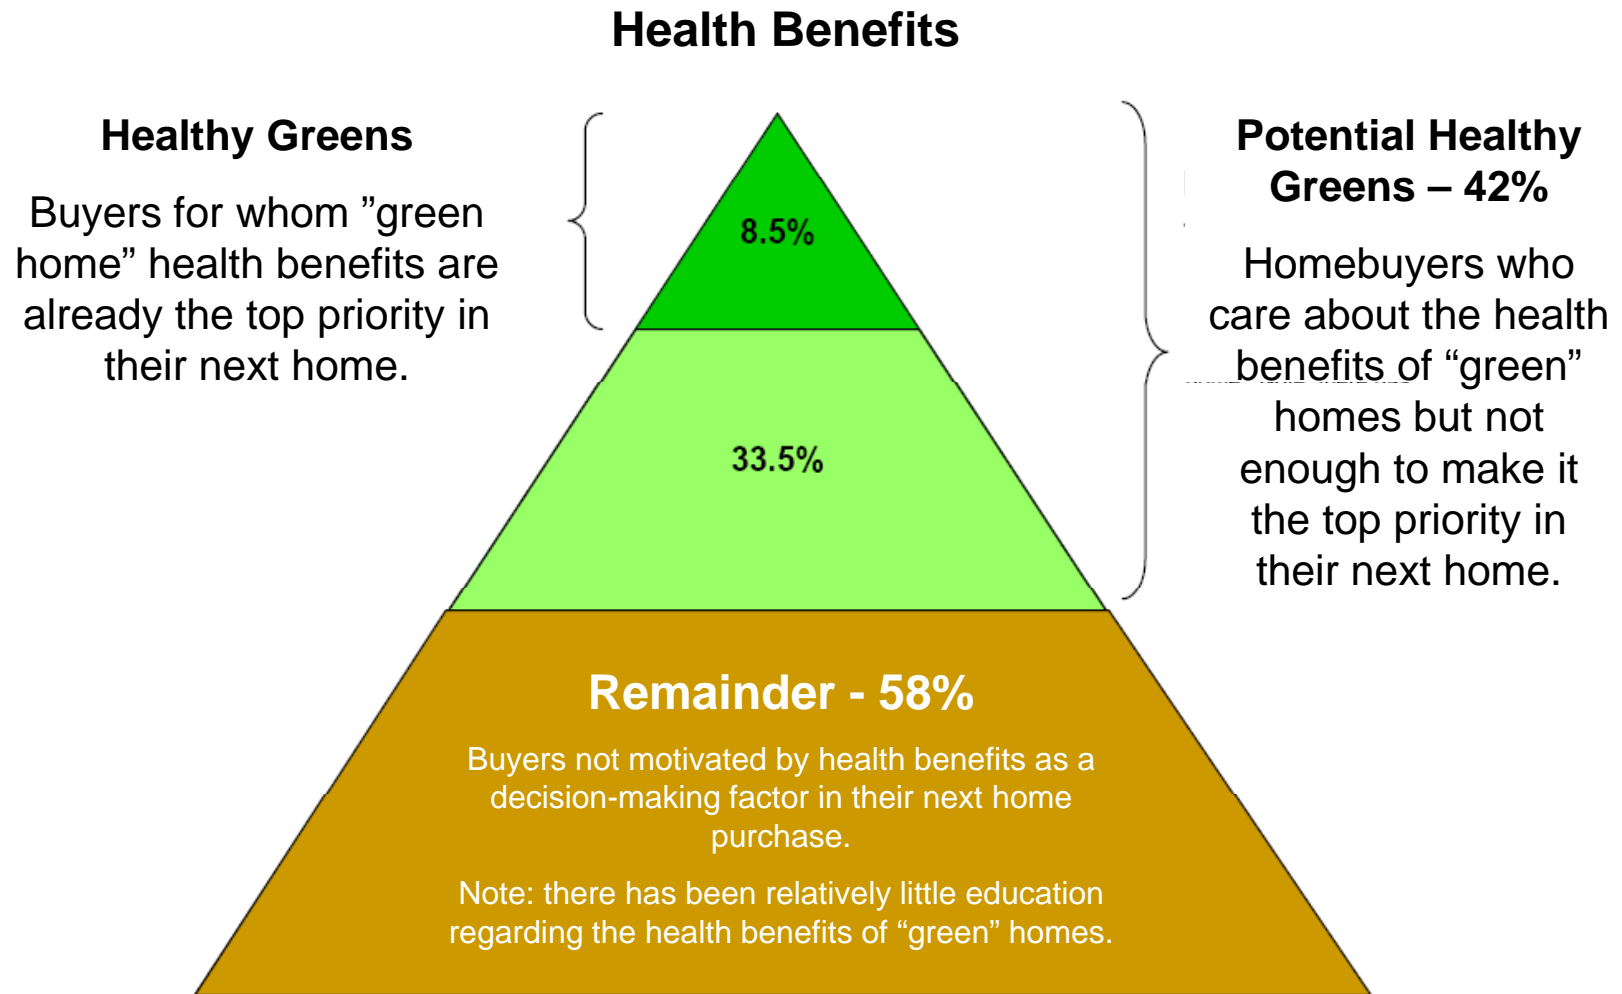 Health Benefits
Healthy Greens
Buyers for whom ”green
home” health benefits are
already the top priority in
their next home.
8.5%
33.5%
Potential Healthy
Greens – 42%
Homebuyers who
care about the health
benefits of “green”
homes but not
enough to make it
the top priority in
their next home.
Remainder - 58%
Buyers not motivated by health benefits as a
decision-making factor in their next home
purchase.
Note: there has been relatively little education
regarding the health benefits of “green” homes.